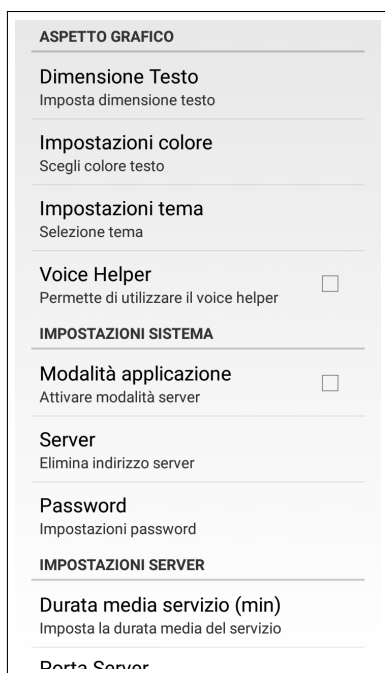 ASPETTO GRAFICO
Dimensione Testo
Imposta dimensione testo
Impostazioni colore
Scegli colore testo
Impostazioni tema
Selezione tema
Voice Helper
Permette di utilizzare il voice helper
IMPOSTAZIONI SISTEMA
Modalità applicazione
Attivare modalità server
Server
Elimina indirizzo server
Password
Impostazioni password
IMPOSTAZIONI SERVER
Durata media servizio (min)
Imposta la durata media del servizio
Porta Server